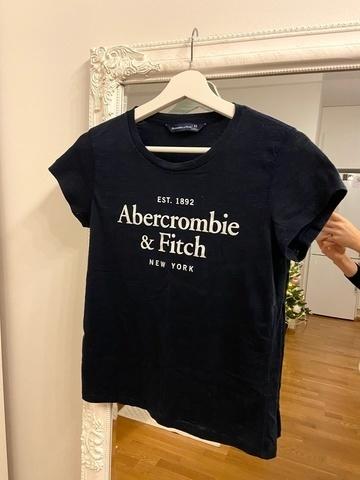 EST. 1892
Abercrombie
& Fitch
NEW YORK